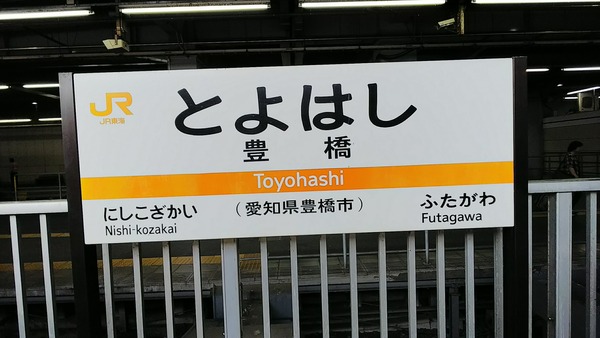 JR
JR東海
とよはし
豊橋
Toyohashi
にしこざかい
Nishi-kozakai
(愛知県豊橋市)
ふたがわ
Futagawa